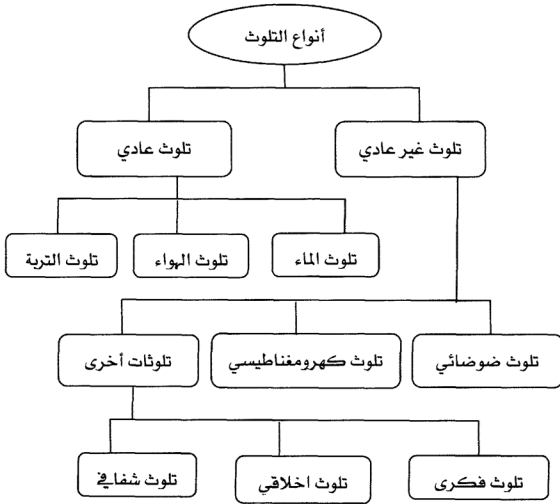 أنواع التلوث
تلوث غير عادي
تلوث عادي
تلوث الماء
تلوث الهواء
تلوث التربة
تلوث ضوضائي
تلوث كهرومغناطيسي
تلوثات أخرى
تلوث فكرى
تلوث اخلاقي
تلوث شفافي